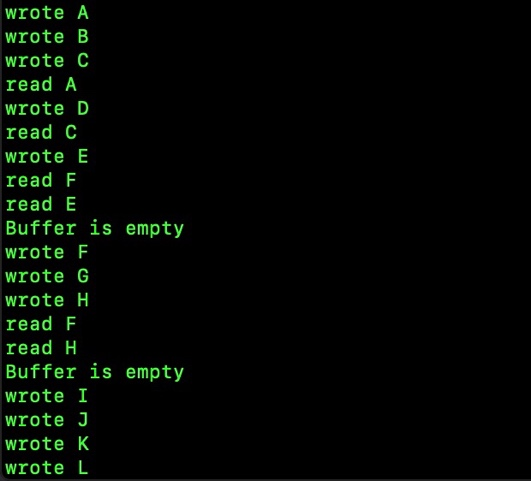 wrote A
wrote B
wrote C
read A
wrote D
read C
wrote E
read F
read E
Buffer is empty
wrote F
wrote G
wrote H
read F
read H
Buffer is empty
wrote I
wrote J
wrote K
wrote L